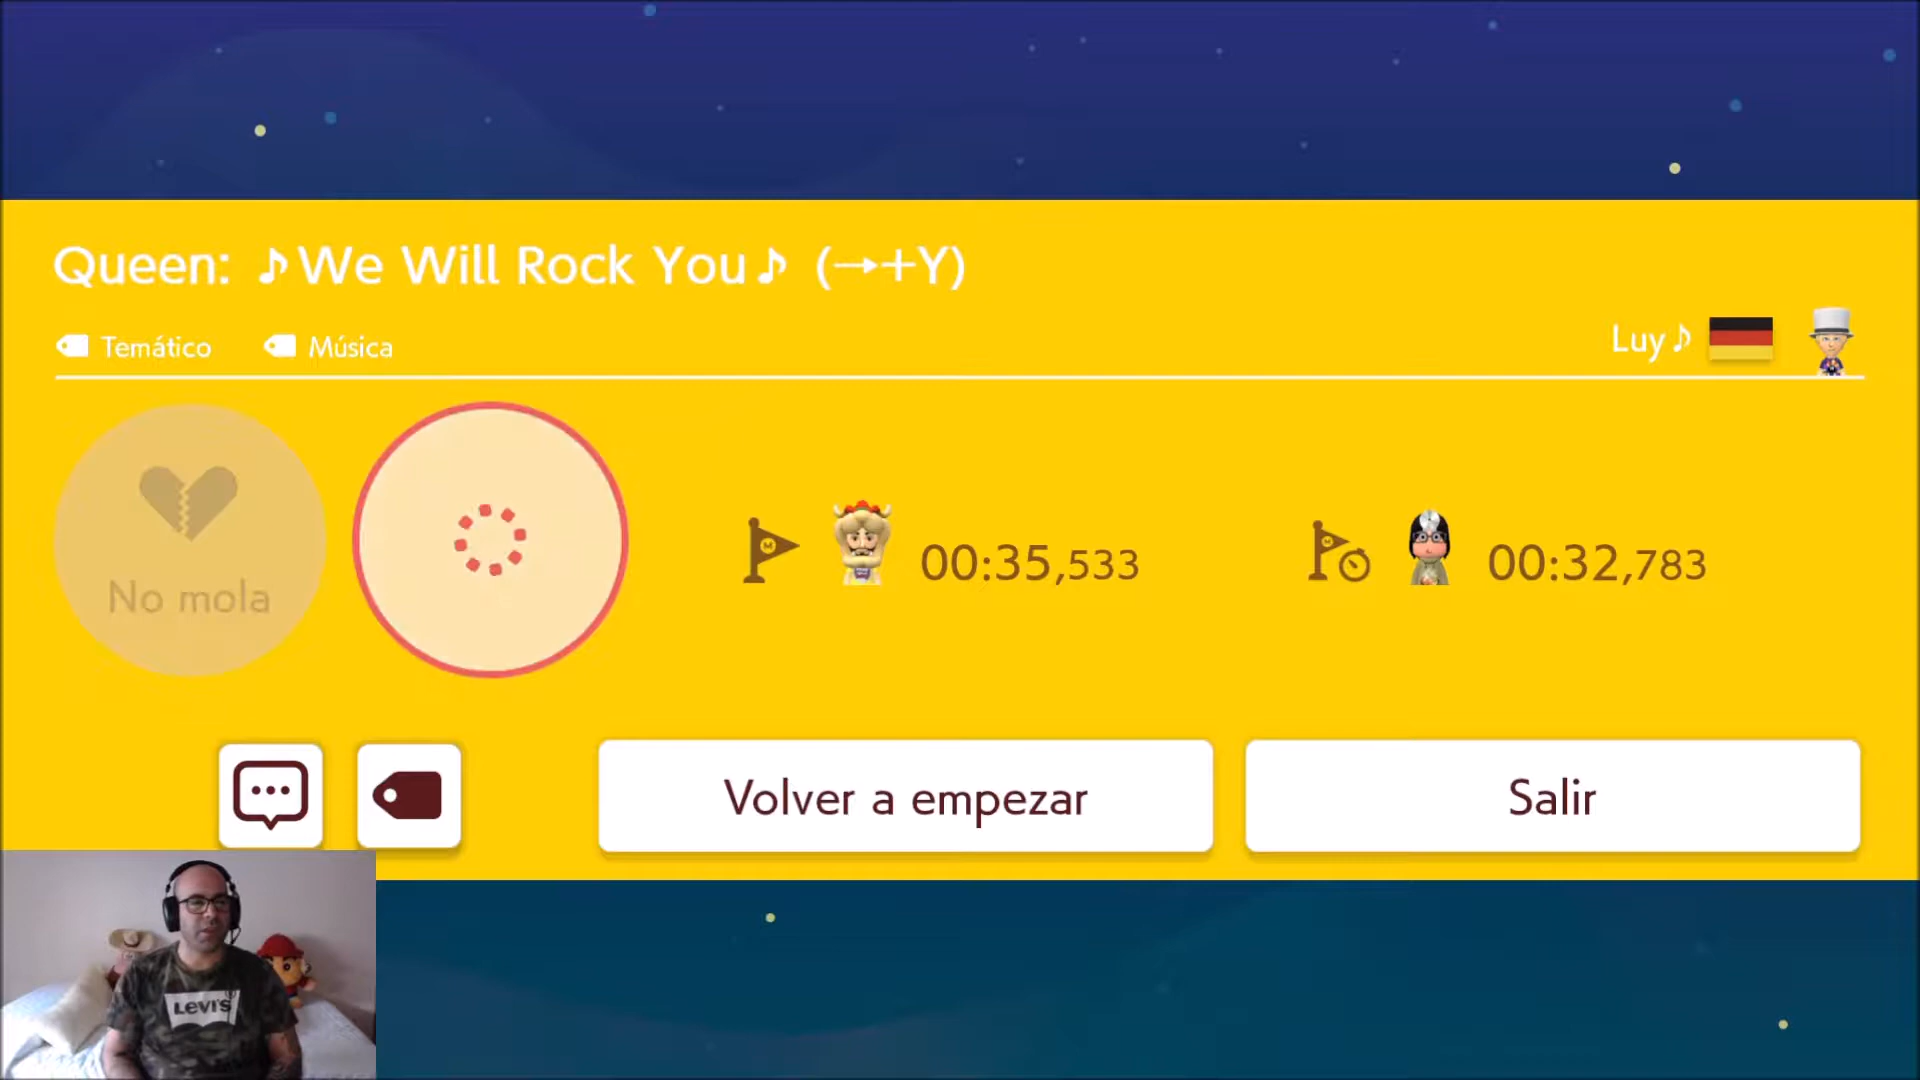 Queen: ♪We Will Rock You♪ (→+Y)
Temático
Música
Luy♪
No mola
00:35,533
00:32,783
Volver a empezar
Salir
LEVI'S